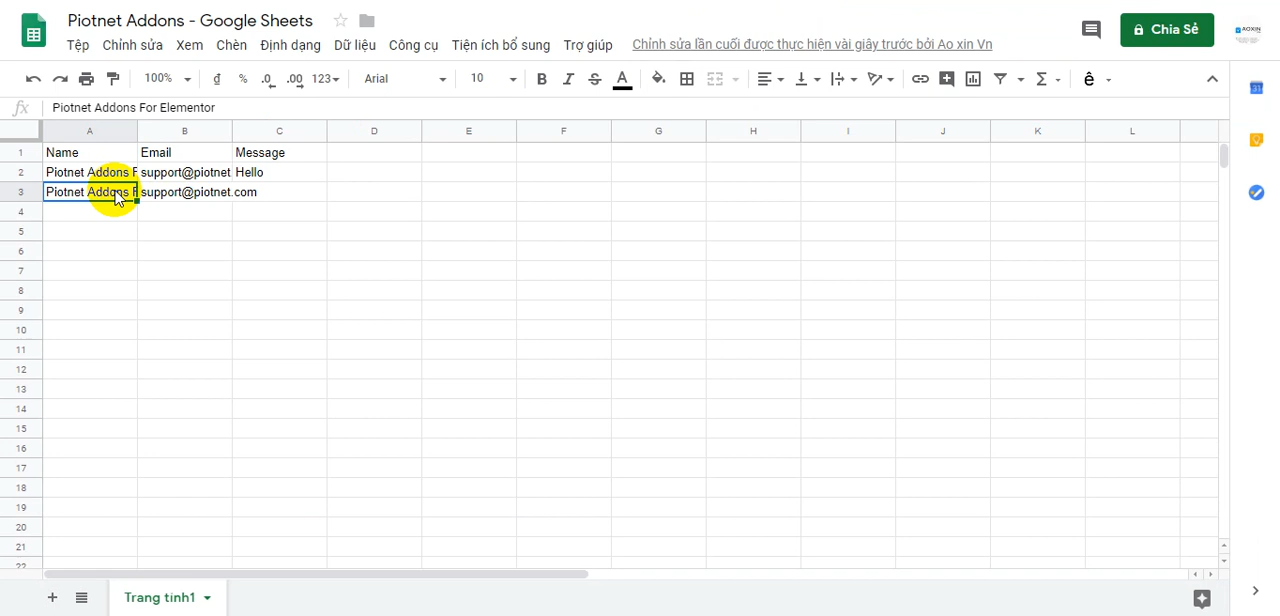 Piotnet Addons - Google Sheets
Tệp Chỉnh sửa Xem Chèn Định dạng Dữ liệu Công cụ Tiện ích bổ sung Trợ giúp Chỉnh sửa lần cuối được thực hiện vài giây trước bởi Ao xin Vn
Chia Sẻ
AOXIN
100% ₫ % .0 .00 123 Arial 10 B I S A Σ ê
31
fx Piotnet Addons For Elementor
A B C D E F G H I J K L
1 Name Email Message
2 Piotnet Addons F support@piotnet Hello
3 Piotnet Addons F support@piotnet.com
4
5
6
7
8
9
10
11
12
13
14
15
16
17
18
19
20
21
22
+ Trang tính1